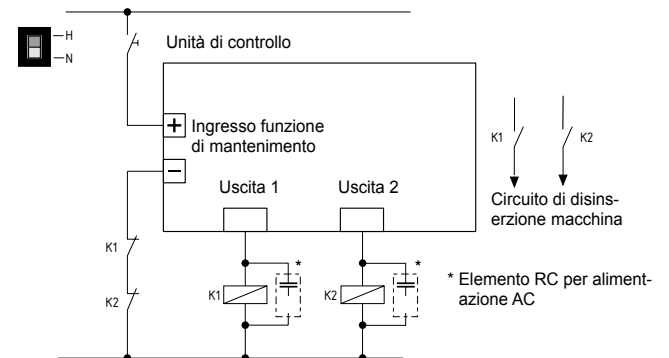 H
N
Unità di controllo
+
Ingresso funzione
di mantenimento
−
Uscita 1
Uscita 2
K1
K2
Circuito di disins-
erzione macchina
K1
K2
*
*
K1
K2
* Elemento RC per aliment-
azione AC